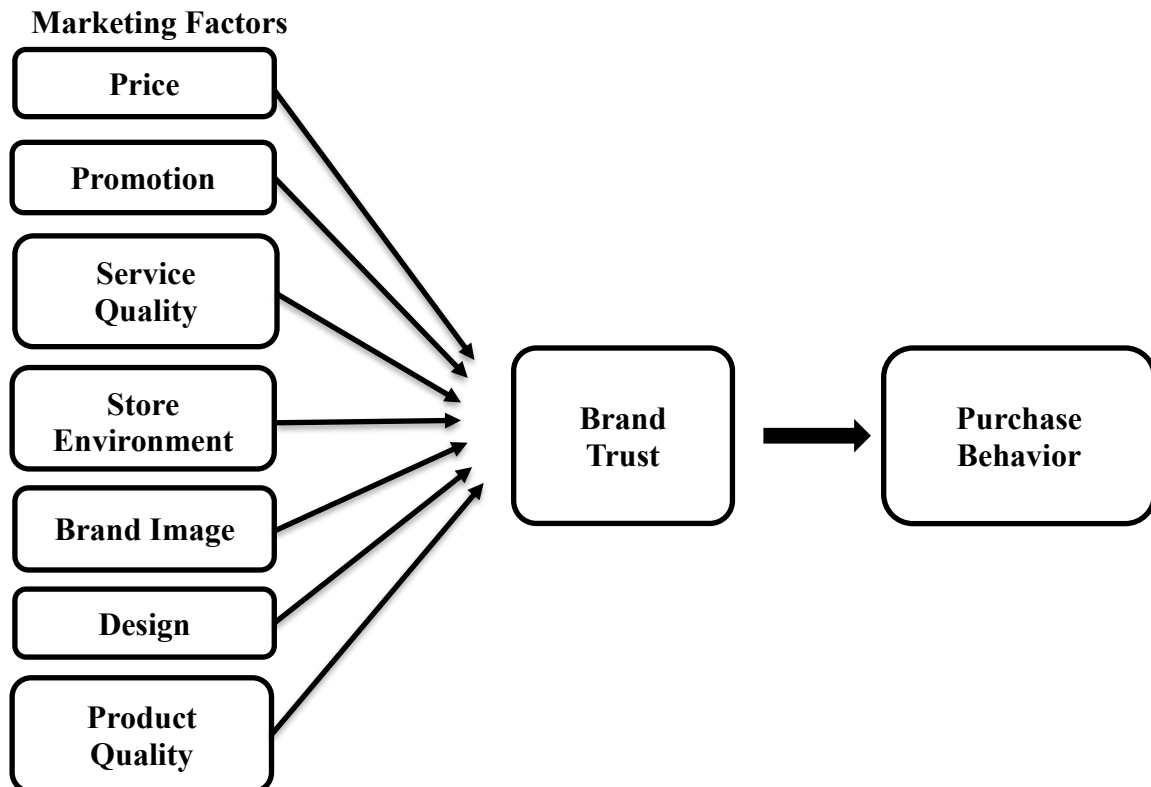 Marketing Factors
Price
Promotion
Service
Quality
Store
Environment
Brand Image
Design
Product
Quality
Brand
Trust
Purchase
Behavior